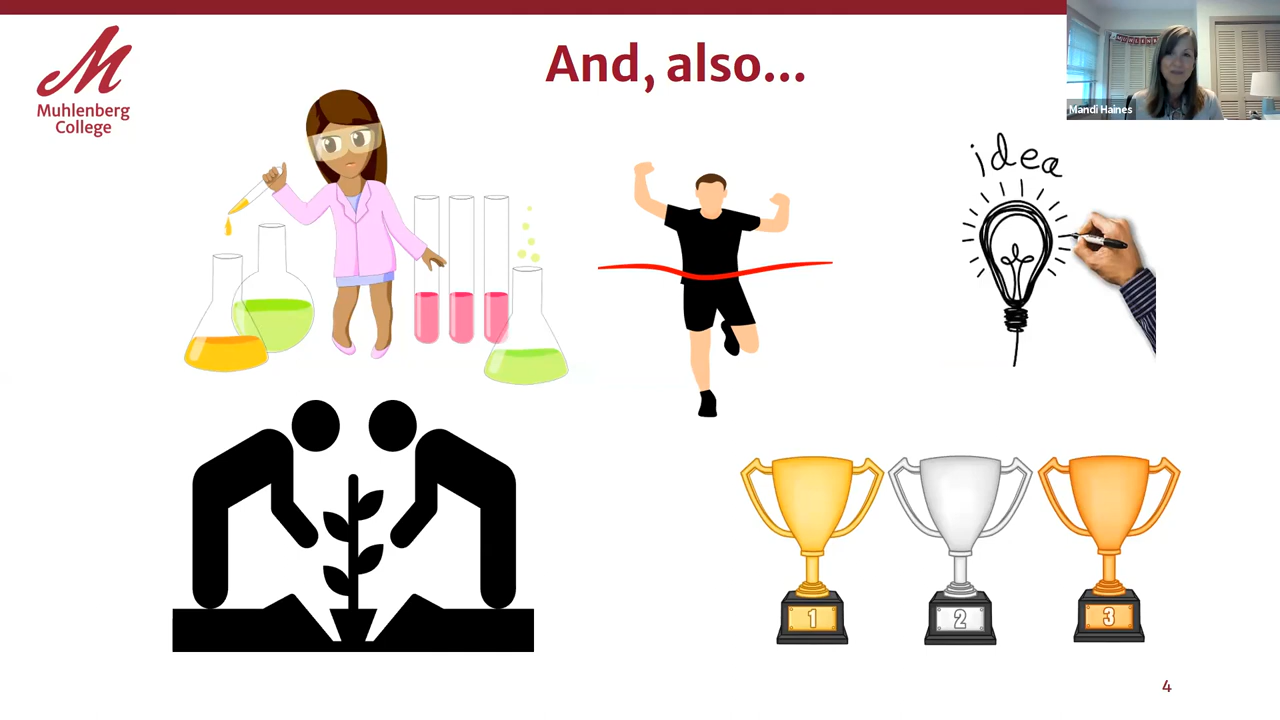 M
Muhlenberg
College
And, also...
Mandi Haines
idea
1
2
3
4